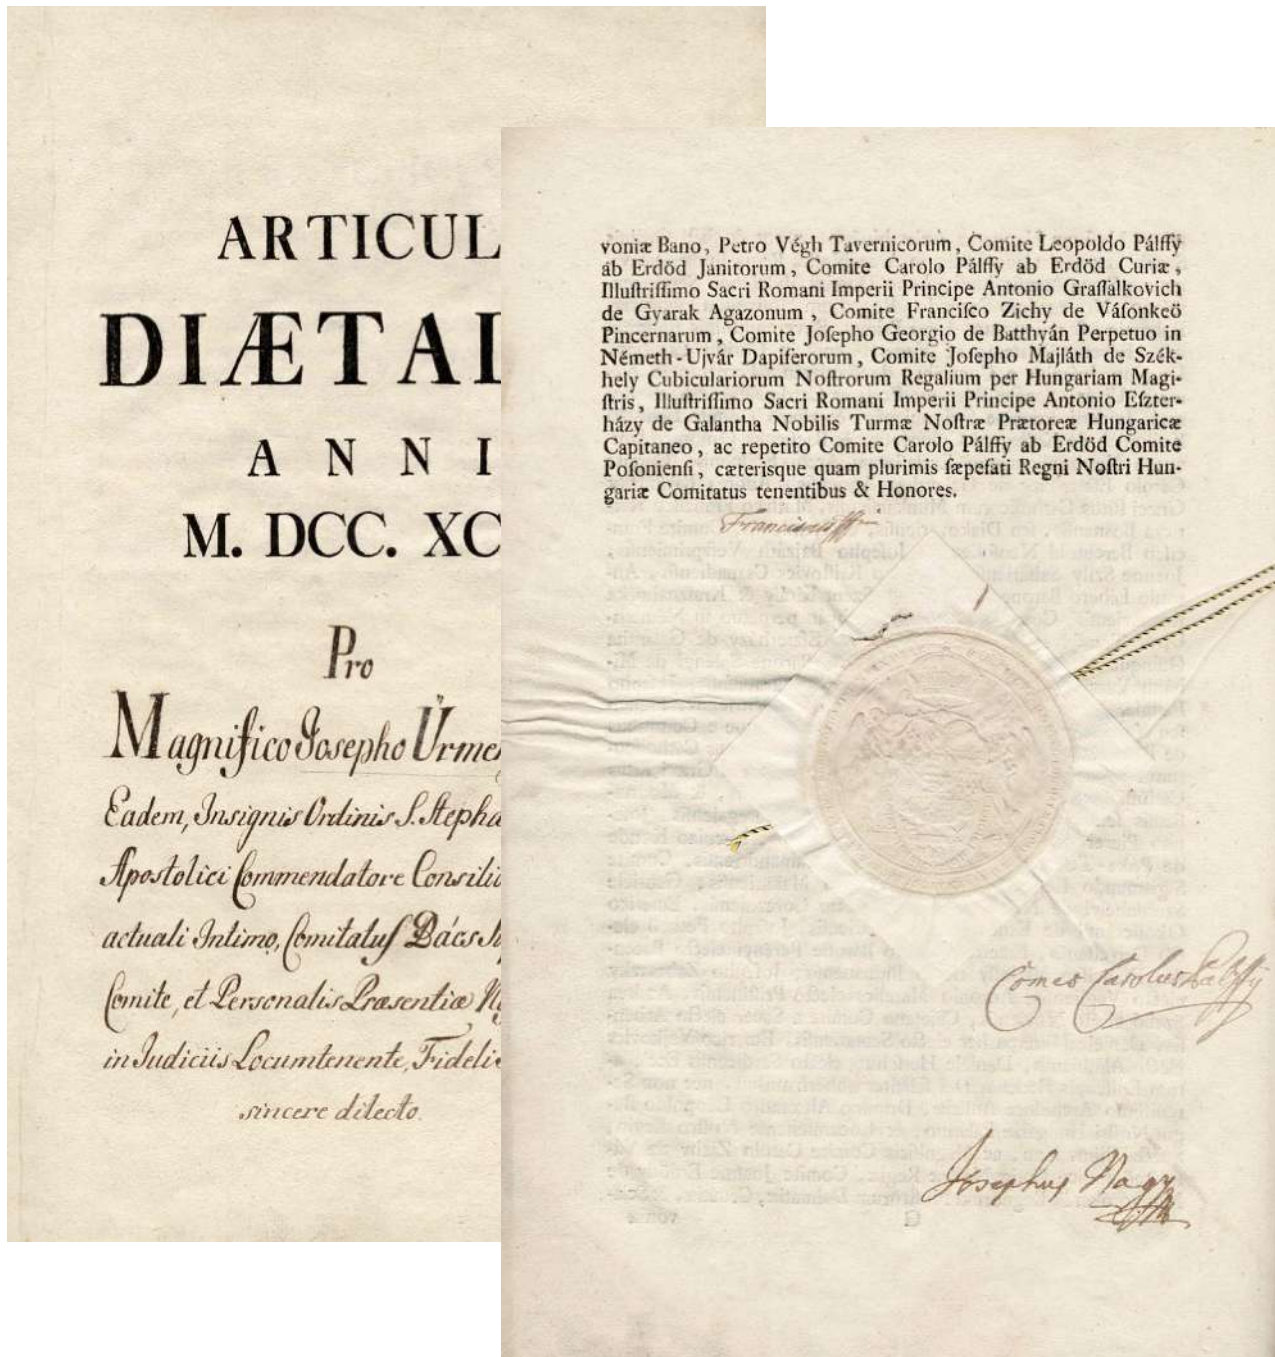 ARTICUL
DIÆTAL
ANNI
M. DCC. XC
Pro
Magnifico Josepho Ürme
Eadem, Insignis Ordinis S. Stepha
Apostolici Commendatore Consili
actuali Intimo, Comitatus Bács
Comite, et Personalis Præsentiæ
in Judiciis Locumtenente, Fideli
sincere dilecto.
voniæ Bano, Petro Végh Tavernicorum, Comite Leopoldo Pálffy
ab Erdöd Janitorum, Comite Carolo Pálffy ab Erdöd Curiæ,
Illuſtriſſimo Sacri Romani Imperii Principe Antonio Graſſalkovich
de Gyarak Agazonum, Comite Franciſco Zichy de Váſonkeö
Pincernarum, Comite Joſepho Georgio de Batthyán Perpetuo in
Németh-Ujvár Dapiferorum, Comite Joſepho Majláth de Szék-
hely Cubiculariorum Noſtrorum Regalium per Hungariam Magi-
ſtris, Illuſtriſſimo Sacri Romani Imperii Principe Antonio Eſzter-
házy de Galantha Nobilis Turmæ Noſtræ Prætoreæ Hungaricæ
Capitaneo, ac repetito Comite Carolo Pálffy ab Erdöd Comite
Poſonienſi, cæterisque quam plurimis ſæpefati Regni Noſtri Hun-
gariæ Comitatus tenentibus & Honores.
Franciscus
Comes Carolus Palffy
Josephus Nagy